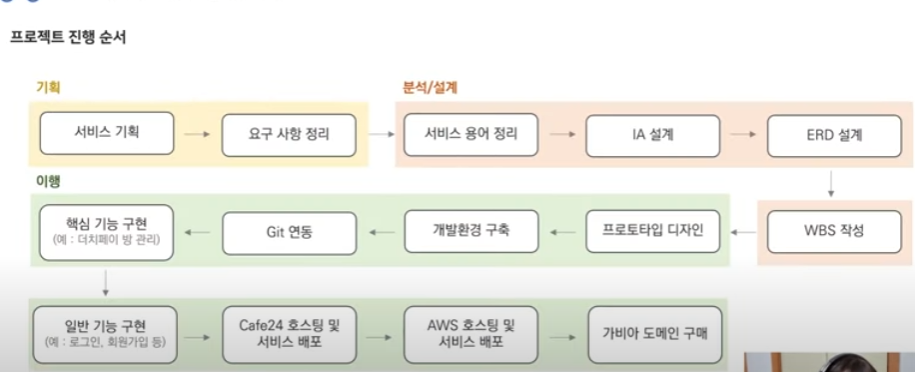 프로젝트 진행 순서
기획
분석/설계
서비스 기획
요구 사항 정리
서비스 용어 정리
IA 설계
ERD 설계
이행
핵심 기능 구현
(예 : 더치페이 방 관리)
Git 연동
개발환경 구축
프로토타입 디자인
WBS 작성
일반 기능 구현
(예 : 로그인, 회원가입 등)
Cafe24 호스팅 및
서비스 배포
AWS 호스팅 및
서비스 배포
가비아 도메인 구매